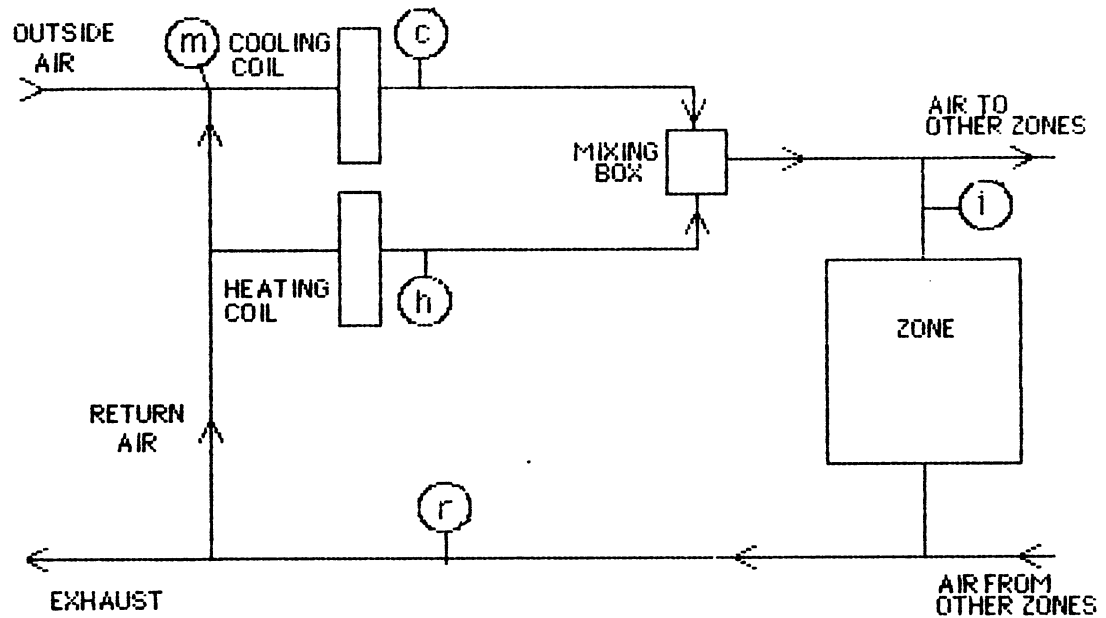 OUTSIDE
AIR
m
COOLING
COIL
c
AIR TO
OTHER ZONES
MIXING
BOX
i
HEATING
COIL
h
ZONE
RETURN
AIR
r
EXHAUST
AIR FROM
OTHER ZONES